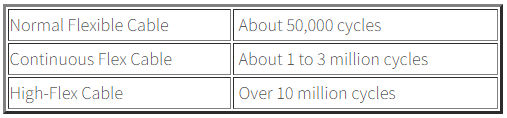 Normal Flexible Cable About 50,000 cycles
Continuous Flex Cable About 1 to 3 million cycles
High-Flex Cable Over 10 million cycles